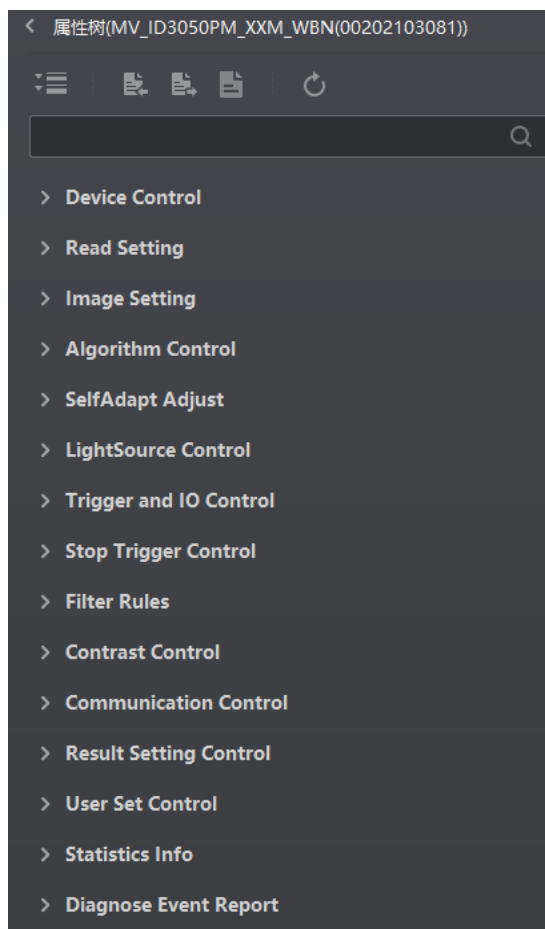 属性树(MV_ID3050PM_XXM_WBN(00202103081))
Device Control
Read Setting
Image Setting
Algorithm Control
SelfAdapt Adjust
LightSource Control
Trigger and IO Control
Stop Trigger Control
Filter Rules
Contrast Control
Communication Control
Result Setting Control
User Set Control
Statistics Info
Diagnose Event Report